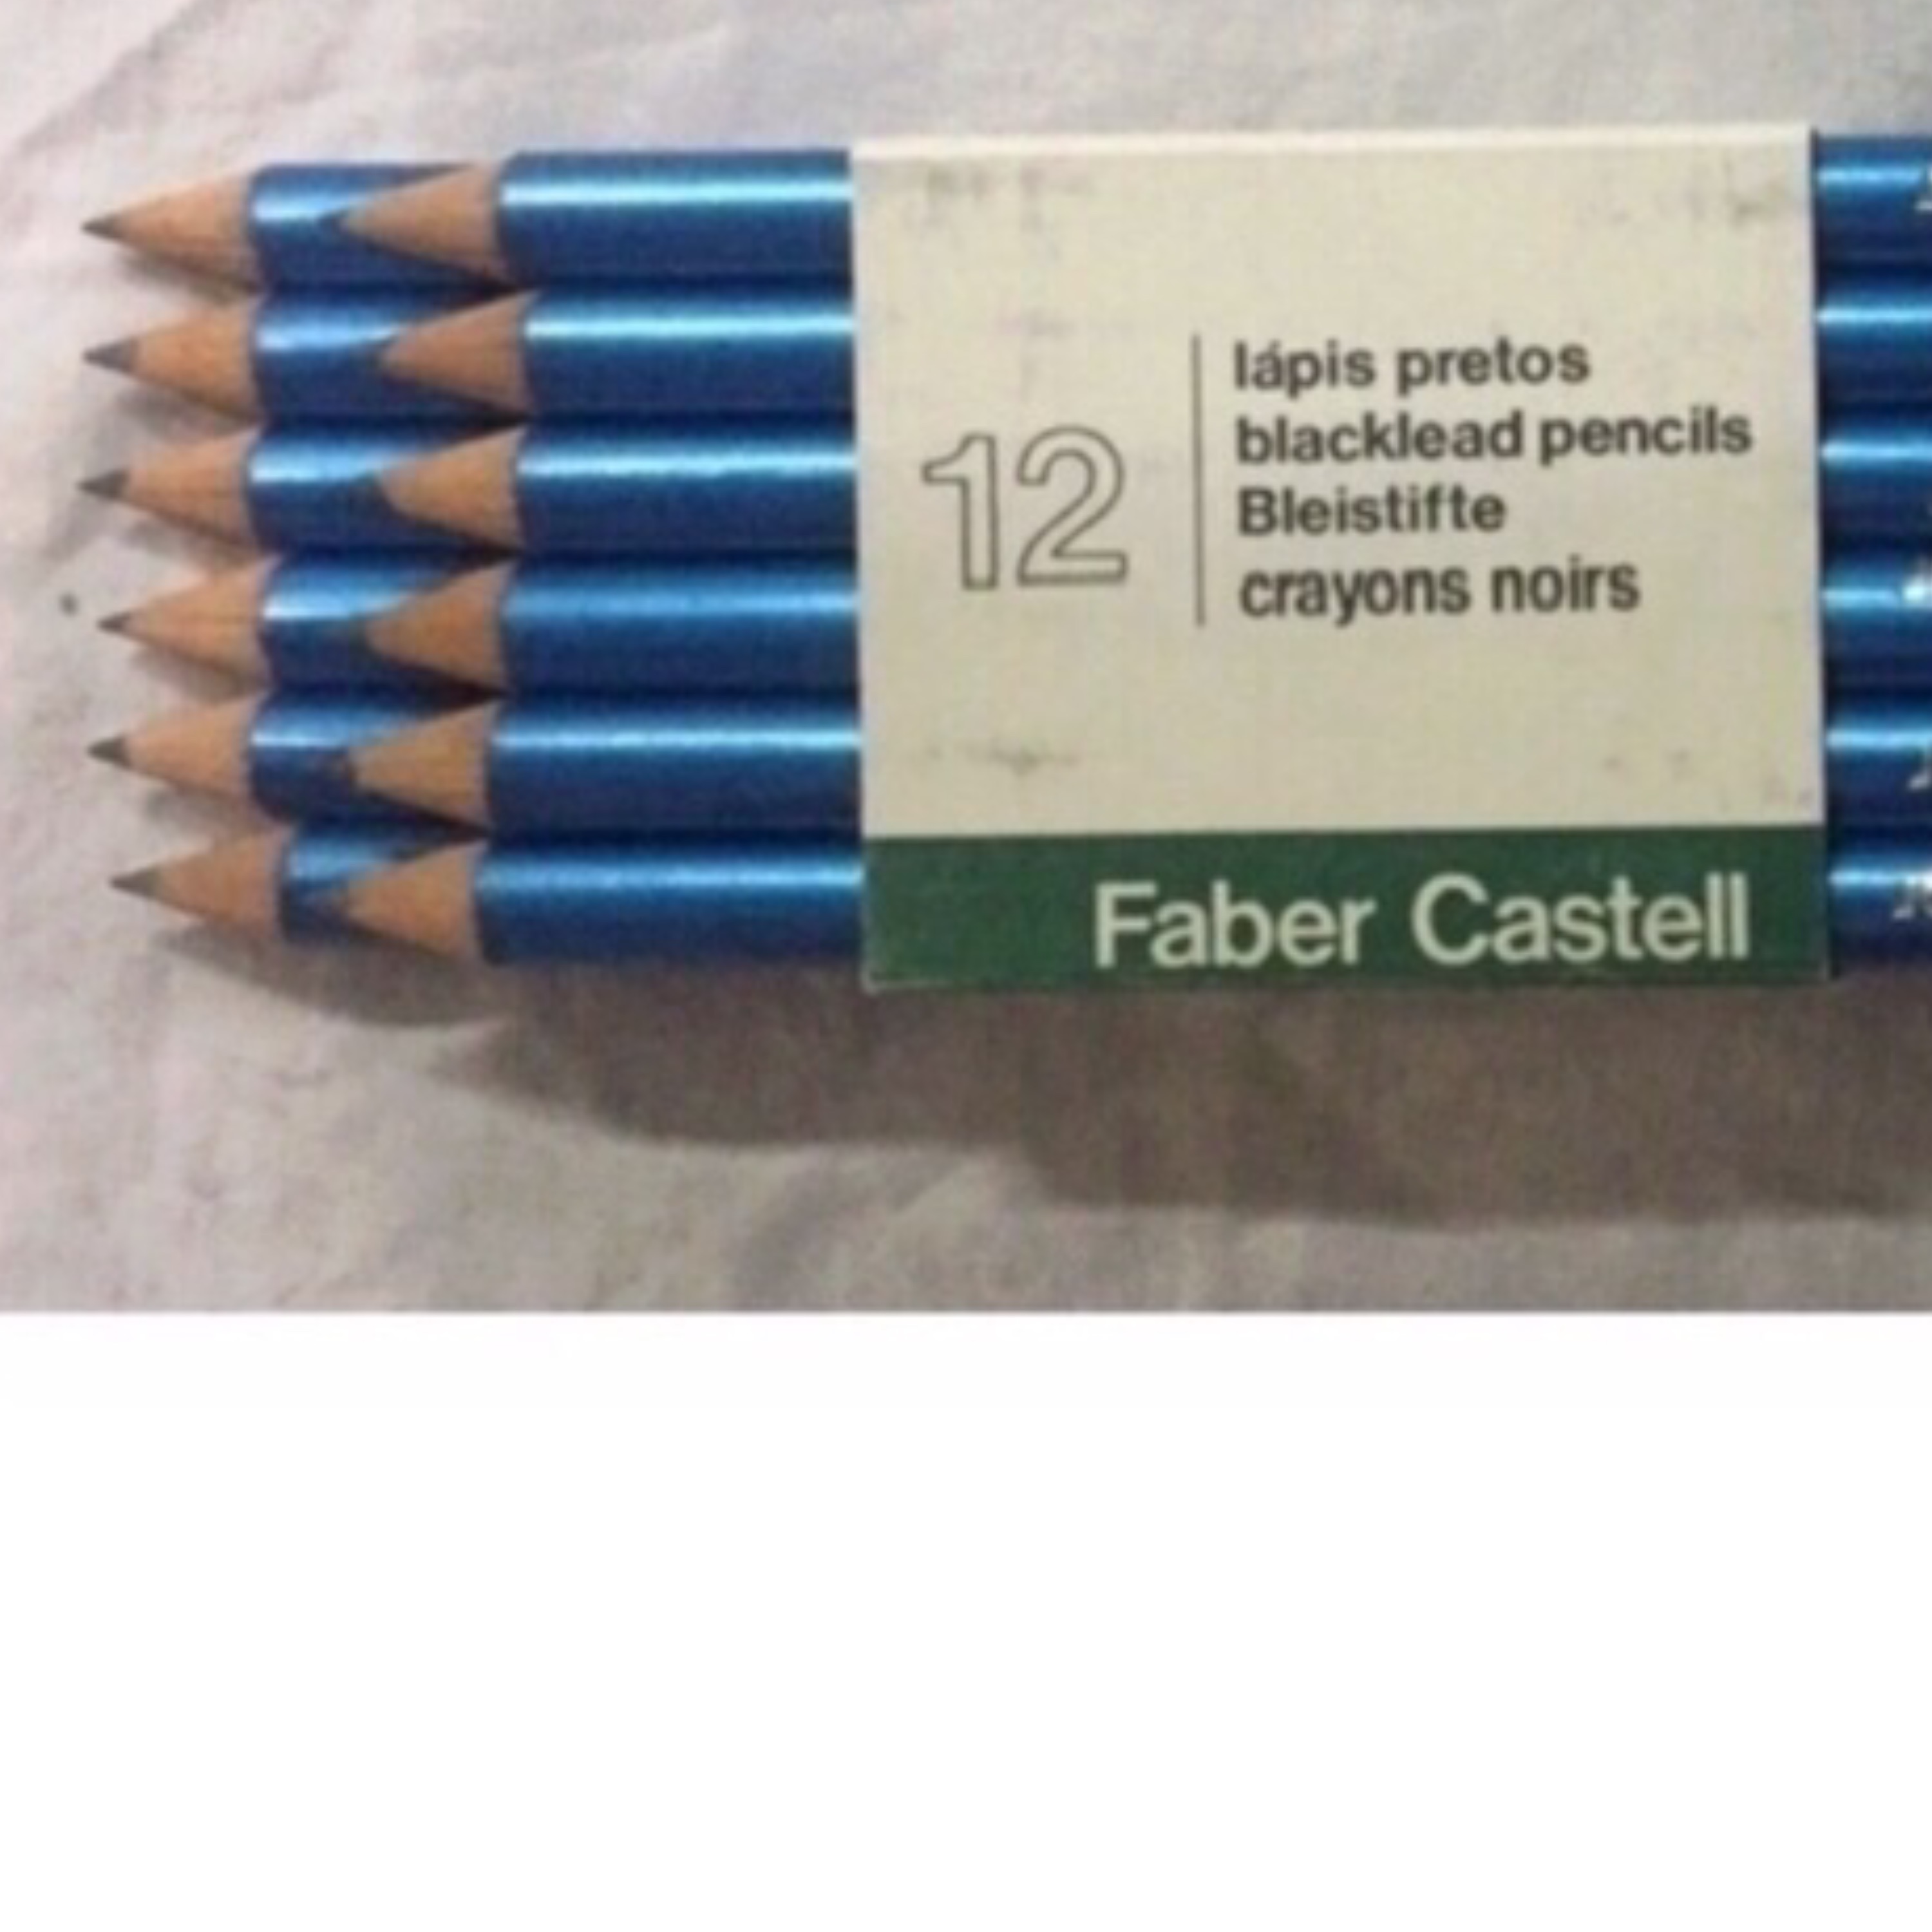 12
lápis pretos
blacklead pencils
Bleistifte
crayons noirs
Faber Castell